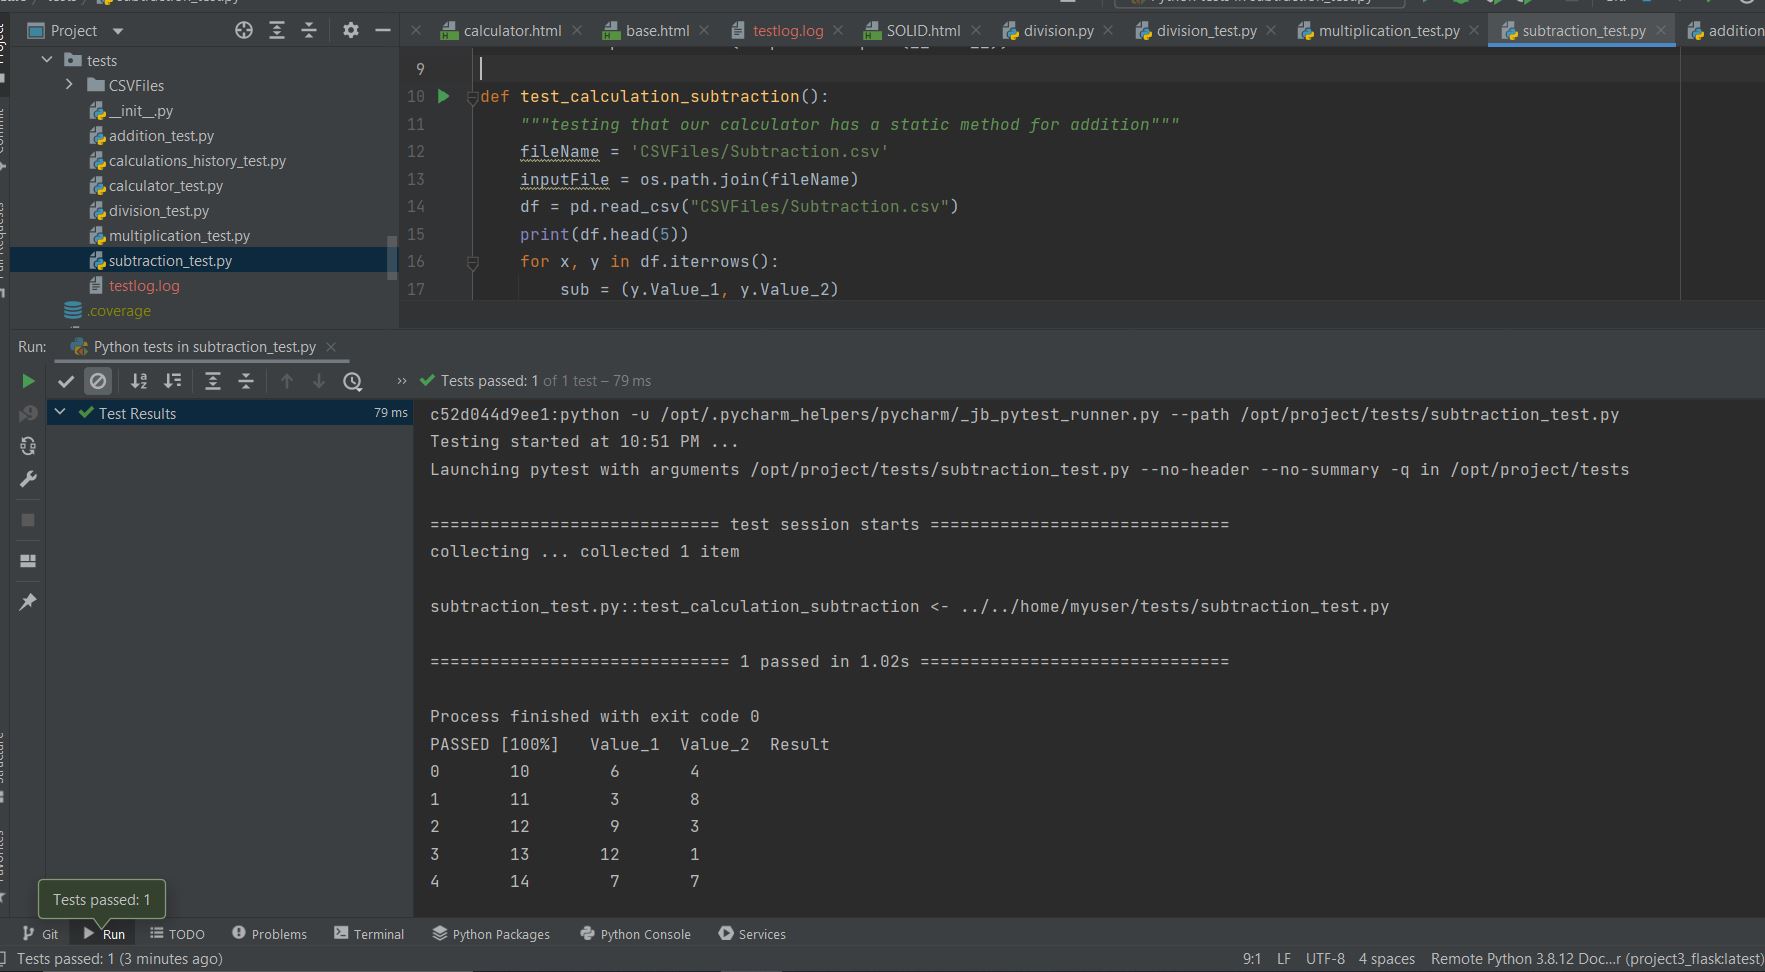 Project
calculator.html base.html testlog.log SOLID.html division.py division_test.py multiplication_test.py subtraction_test.py addition
tests
CSVFiles
__init__.py
addition_test.py
calculations_history_test.py
calculator_test.py
division_test.py
multiplication_test.py
subtraction_test.py
testlog.log
.coverage
9
10 def test_calculation_subtraction():
11 """testing that our calculator has a static method for addition"""
12 fileName = 'CSVFiles/Subtraction.csv'
13 inputFile = os.path.join(fileName)
14 df = pd.read_csv("CSVFiles/Subtraction.csv")
15 print(df.head(5))
16 for x, y in df.iterrows():
17 sub = (y.Value_1, y.Value_2)
Run: Python tests in subtraction_test.py
» Tests passed: 1 of 1 test – 79 ms
Test Results 79 ms
c52d044d9ee1:python -u /opt/.pycharm_helpers/pycharm/_jb_pytest_runner.py --path /opt/project/tests/subtraction_test.py
Testing started at 10:51 PM ...
Launching pytest with arguments /opt/project/tests/subtraction_test.py --no-header --no-summary -q in /opt/project/tests
============================= test session starts ==============================
collecting ... collected 1 item
subtraction_test.py::test_calculation_subtraction <- ../../home/myuser/tests/subtraction_test.py
============================== 1 passed in 1.02s ===============================
Process finished with exit code 0
PASSED [100%] Value_1 Value_2 Result
0 10 6 4
1 11 3 8
2 12 9 3
3 13 12 1
4 14 7 7
Tests passed: 1
Git Run TODO Problems Terminal Python Packages Python Console Services
Tests passed: 1 (3 minutes ago) 9:1 LF UTF-8 4 spaces Remote Python 3.8.12 Doc...r (project3_flask:latest)